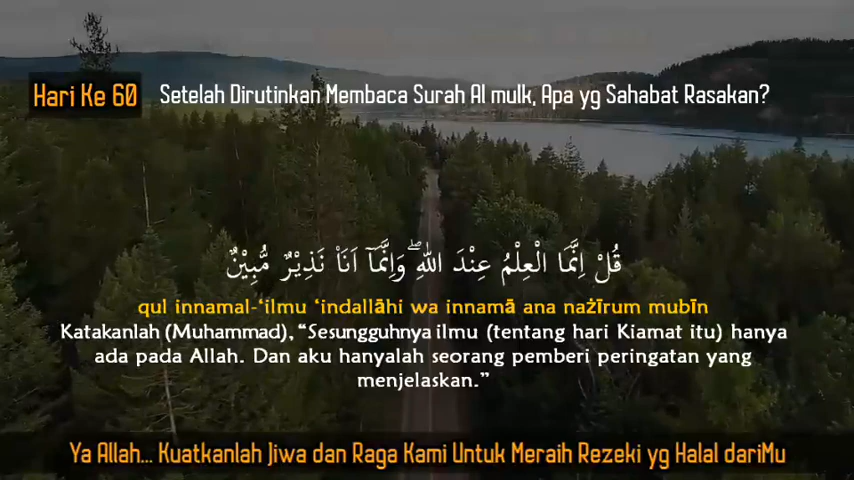 Hari Ke 60
Setelah Dirutinkan Membaca Surah Al mulk, Apa yg Sahabat Rasakan?
قُلْ اِنَّمَا الْعِلْمُ عِنْدَ اللّٰهِ ۖوَاِنَّمَآ اَنَا۠ نَذِيْرٌ مُّبِيْنٌ
qul innamal-‘ilmu ‘indallāhi wa innamā ana nażīrum mubīn
Katakanlah (Muhammad), “Sesungguhnya ilmu (tentang hari Kiamat itu) hanya
ada pada Allah. Dan aku hanyalah seorang pemberi peringatan yang
menjelaskan.”
Ya Allah... Kuatkanlah Jiwa dan Raga Kami Untuk Meraih Rezeki yg Halal dariMu